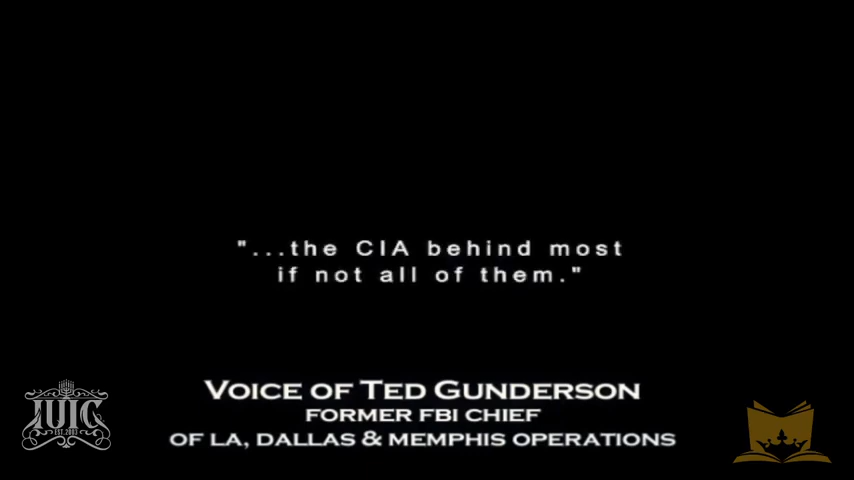 "...the CIA behind most
if not all of them."
VOICE OF TED GUNDERSON
FORMER FBI CHIEF
OF LA, DALLAS & MEMPHIS OPERATIONS
IUIC